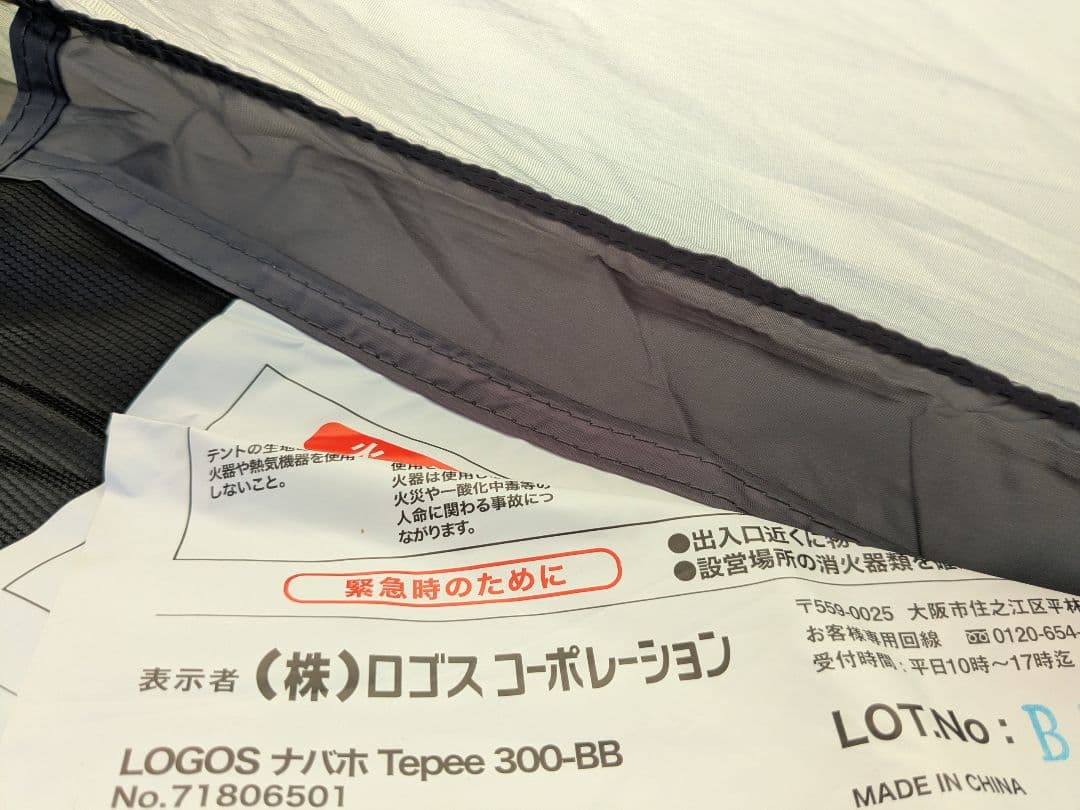 テントの生地
火器や熱気機器を使用
しないこと。
火
火器は使用し
火災や一酸化中毒等の
人命に関わる事故につ
ながります。
緊急時のために
●出入口近くに物
●設営場所の消火器類を
表示者 (株)ロゴス コーポレーション
〒559-0025 大阪市住之江区平林
お客様専用回線 0120-654-
受付時間:平日10時～17時迄
LOGOS ナバホ Tepee 300-BB
No.71806501
LOT.No: B
MADE IN CHINA